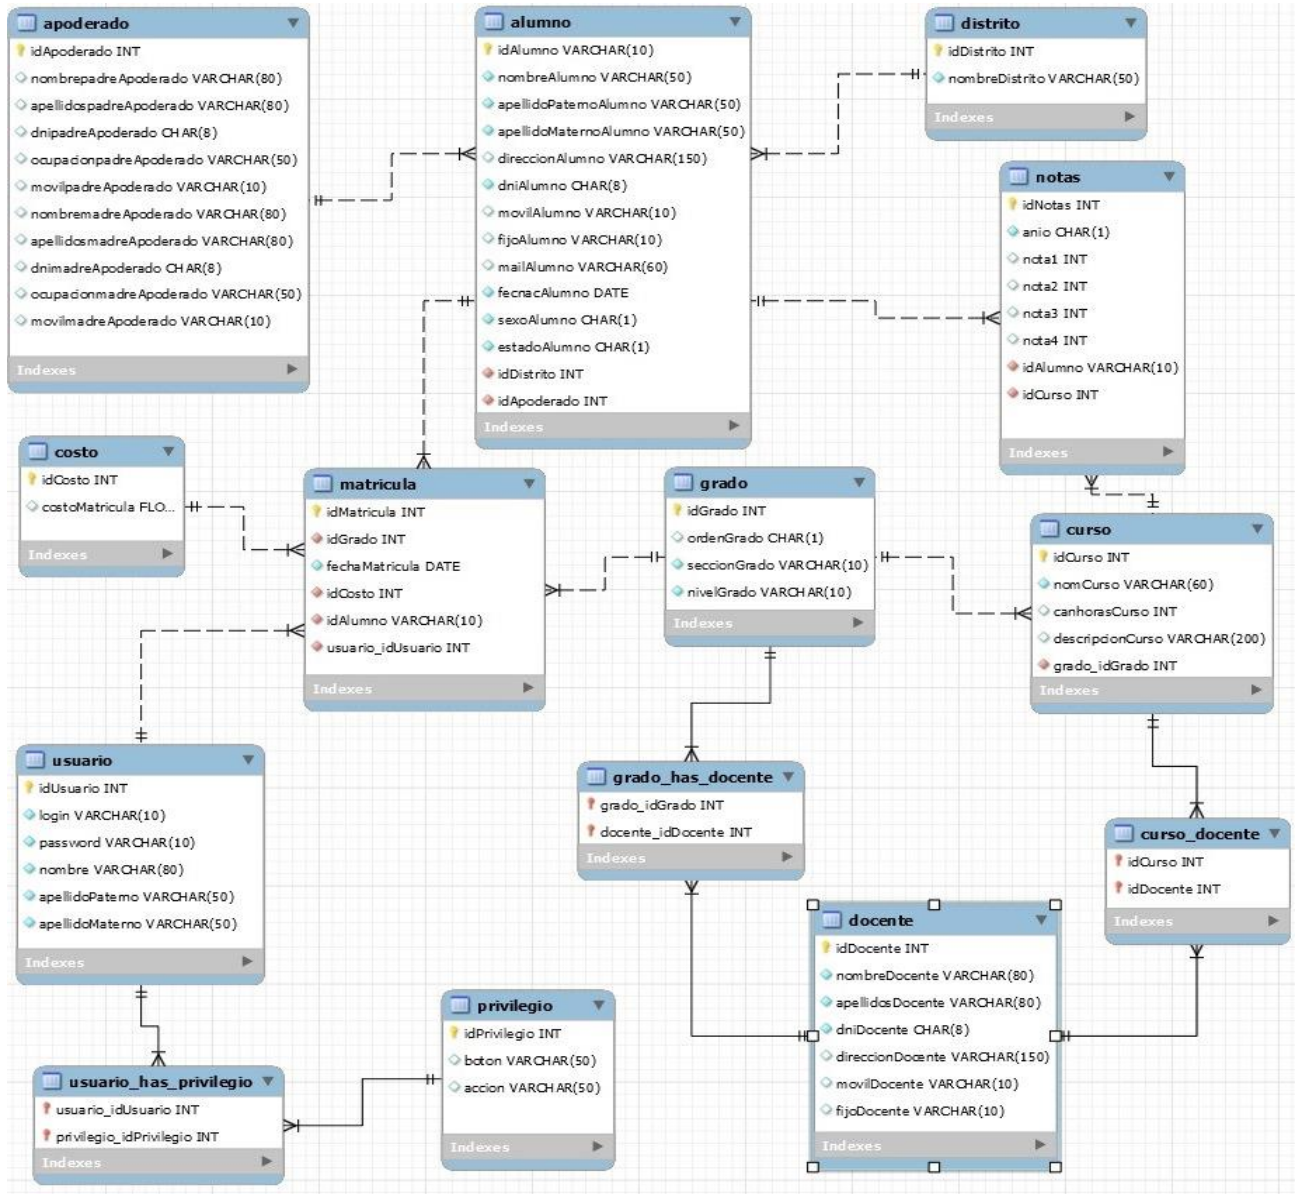 apoderado
idApoderado INT
nombrepadreApoderado VARCHAR(80)
apellidospadreApoderado VARCHAR(80)
dnipadreApoderado CHAR(8)
ocupacionpadreApoderado VARCHAR(50)
movilpadreApoderado VARCHAR(10)
nombremadreApoderado VARCHAR(80)
apellidosmadreApoderado VARCHAR(80)
dnimadreApoderado CHAR(8)
ocupacionmadreApoderado VARCHAR(50)
movilmadreApoderado VARCHAR(10)
Indexes
alumno
idAlumno VARCHAR(10)
nombreAlumno VARCHAR(50)
apellidoPaternoAlumno VARCHAR(50)
apellidoMaternoAlumno VARCHAR(50)
direccionAlumno VARCHAR(150)
dniAlumno CHAR(8)
movilAlumno VARCHAR(10)
fijoAlumno VARCHAR(10)
mailAlumno VARCHAR(60)
fecnacAlumno DATE
sexoAlumno CHAR(1)
estadoAlumno CHAR(1)
idDistrito INT
idApoderado INT
Indexes
distrito
idDistrito INT
nombreDistrito VARCHAR(50)
Indexes
notas
idNotas INT
anio CHAR(1)
nota1 INT
nota2 INT
nota3 INT
nota4 INT
idAlumno VARCHAR(10)
idCurso INT
Indexes
costo
idCosto INT
costoMatricula FLO...
Indexes
matricula
idMatricula INT
idGrado INT
fechaMatricula DATE
idCosto INT
idAlumno VARCHAR(10)
usuario_idUsuario INT
Indexes
grado
idGrado INT
ordenGrado CHAR(1)
seccionGrado VARCHAR(10)
nivelGrado VARCHAR(10)
Indexes
curso
idCurso INT
nomCurso VARCHAR(60)
canhorasCurso INT
descripcionCurso VARCHAR(200)
grado_idGrado INT
Indexes
usuario
idUsuario INT
login VARCHAR(10)
password VARCHAR(10)
nombre VARCHAR(80)
apellidoPaterno VARCHAR(50)
apellidoMaterno VARCHAR(50)
Indexes
grado_has_docente
grado_idGrado INT
docente_idDocente INT
Indexes
curso_docente
idCurso INT
idDocente INT
Indexes
docente
idDocente INT
nombreDocente VARCHAR(80)
apellidosDocente VARCHAR(80)
dniDocente CHAR(8)
direccionDocente VARCHAR(150)
movilDocente VARCHAR(10)
fijoDocente VARCHAR(10)
Indexes
privilegio
idPrivilegio INT
boton VARCHAR(50)
accion VARCHAR(50)
Indexes
usuario_has_privilegio
usuario_idUsuario INT
privilegio_idPrivilegio INT
Indexes